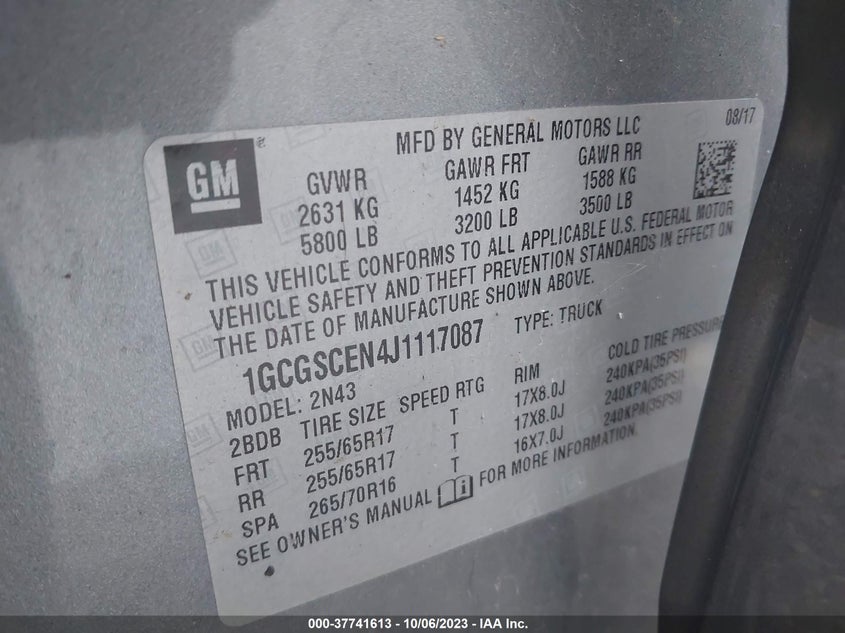 MFD BY GENERAL MOTORS LLC 08/17
GM®
GVWR GAWR FRT GAWR RR
2631 KG 1452 KG 1588 KG
5800 LB 3200 LB 3500 LB
THIS VEHICLE CONFORMS TO ALL APPLICABLE U.S. FEDERAL MOTOR
VEHICLE SAFETY AND THEFT PREVENTION STANDARDS IN EFFECT ON
THE DATE OF MANUFACTURE SHOWN ABOVE.
1GCGSCEN4J1117087 TYPE: TRUCK
MODEL: 2N43
2BDB TIRE SIZE SPEED RTG RIM COLD TIRE PRESSURE
FRT 255/65R17 T 17X8.0J 240KPA(35PSI)
RR 255/65R17 T 17X8.0J 240KPA(35PSI)
SPA 265/70R16 T 16X7.0J 240KPA(35PSI)
SEE OWNER'S MANUAL FOR MORE INFORMATION.
000-37741613 - 10/06/2023 - IAA Inc.